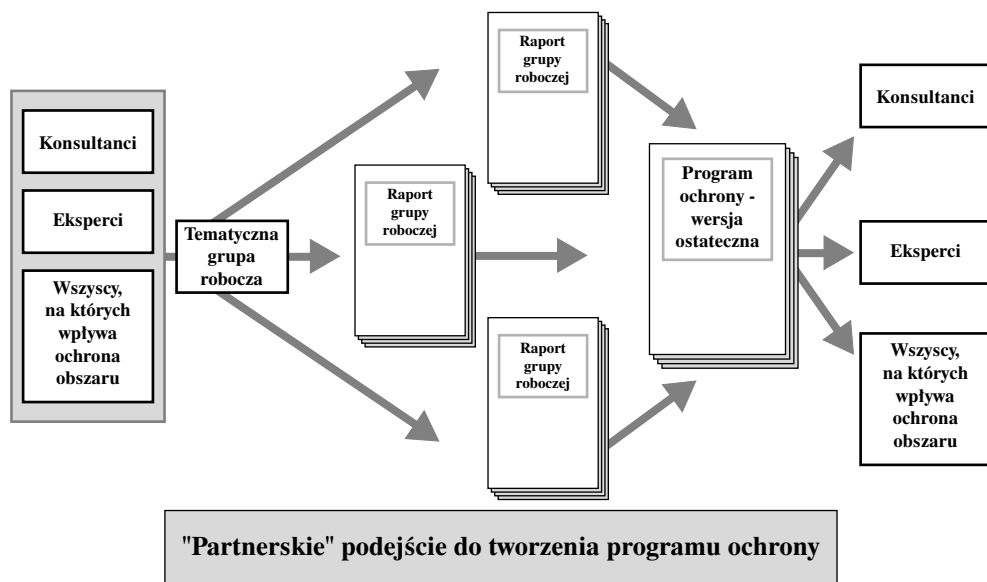 Konsultanci
Eksperci
Wszyscy,
na których
wpływa
ochrona
obszaru
Tematyczna
grupa
robocza
Raport
grupy
roboczej
Raport
grupy
roboczej
Raport
grupy
roboczej
Program
ochrony -
wersja
ostateczna
Konsultanci
Eksperci
Wszyscy,
na których
wpływa
ochrona
obszaru
"Partnerskie" podejście do tworzenia programu ochrony